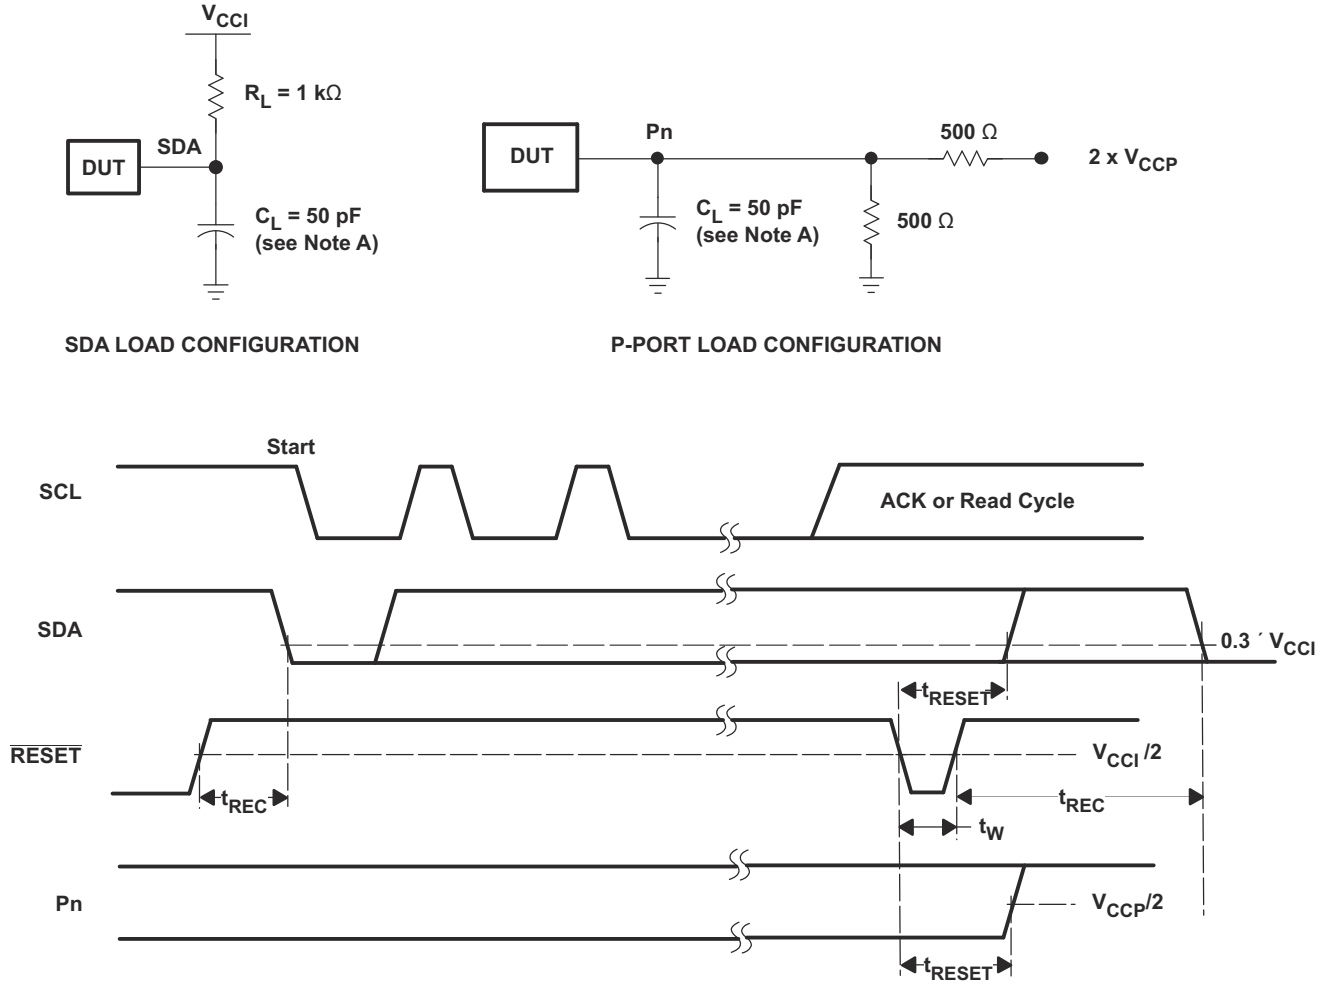 VCCI
RL = 1 kΩ
DUT
SDA
CL = 50 pF
(see Note A)
SDA LOAD CONFIGURATION
DUT
Pn
500 Ω
2 x VCCP
CL = 50 pF
(see Note A)
500 Ω
P-PORT LOAD CONFIGURATION
Start
SCL
ACK or Read Cycle
SDA
0.3 ´ VCCI
tRESET
RESET
VCCI /2
tREC
tREC
tW
Pn
VCCP/2
tRESET